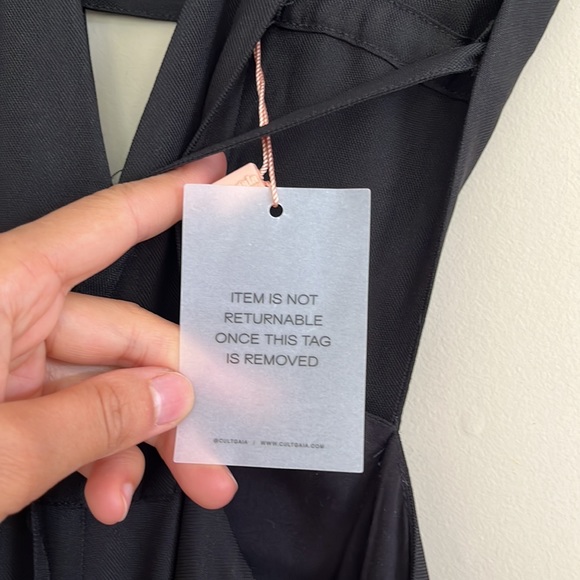 ITEM IS NOT
RETURNABLE
ONCE THIS TAG
IS REMOVED
@CULTGAIA | WWW.CULTGAIA.COM